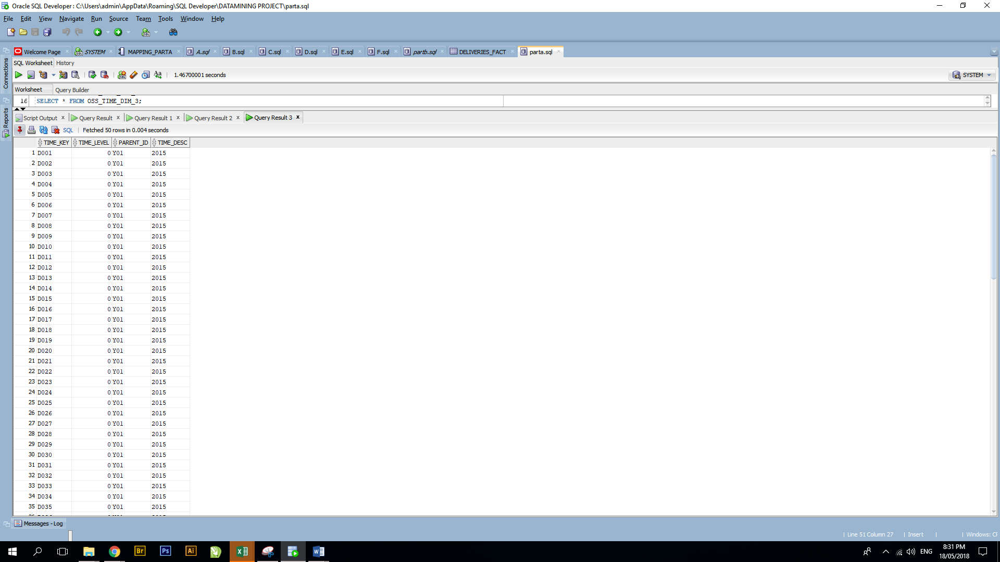 Oracle SQL Developer : C:\Users\admin\AppData\Roaming\SQL Developer\DATAMINING PROJECT\parta.sql
File Edit View Navigate Run Source Team Tools Window Help
Welcome Page SYSTEM MAPPING_PARTA A.sql B.sql C.sql D.sql E.sql F.sql partb.sql DELIVERIES_FACT parta.sql
Connections
Reports
SQL Worksheet History
1.46700001 seconds
SYSTEM
Worksheet Query Builder
16 SELECT * FROM OSS_TIME_DIM_3;
Script Output x Query Result x Query Result 1 x Query Result 2 x Query Result 3 x
SQL Fetched 50 rows in 0.004 seconds
TIME_KEY TIME_LEVEL PARENT_ID TIME_DESC
1 D001 0 Y01 2015
2 D002 0 Y01 2015
3 D003 0 Y01 2015
4 D004 0 Y01 2015
5 D005 0 Y01 2015
6 D006 0 Y01 2015
7 D007 0 Y01 2015
8 D008 0 Y01 2015
9 D009 0 Y01 2015
10 D010 0 Y01 2015
11 D011 0 Y01 2015
12 D012 0 Y01 2015
13 D013 0 Y01 2015
14 D014 0 Y01 2015
15 D015 0 Y01 2015
16 D016 0 Y01 2015
17 D017 0 Y01 2015
18 D018 0 Y01 2015
19 D019 0 Y01 2015
20 D020 0 Y01 2015
21 D021 0 Y01 2015
22 D022 0 Y01 2015
23 D023 0 Y01 2015
24 D024 0 Y01 2015
25 D025 0 Y01 2015
26 D026 0 Y01 2015
27 D027 0 Y01 2015
28 D028 0 Y01 2015
29 D029 0 Y01 2015
30 D030 0 Y01 2015
31 D031 0 Y01 2015
32 D032 0 Y01 2015
33 D033 0 Y01 2015
34 D034 0 Y01 2015
35 D035 0 Y01 2015
Messages - Log
Line 51 Column 27 Insert Windows: CF
Br Ps Ai
ENG
8:31 PM
18/05/2018